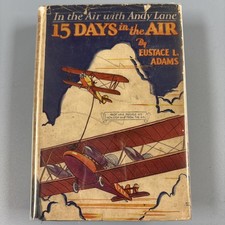 In the Air with Andy Lane
15 DAYS in the AIR
By
EUSTACE L.
ADAMS